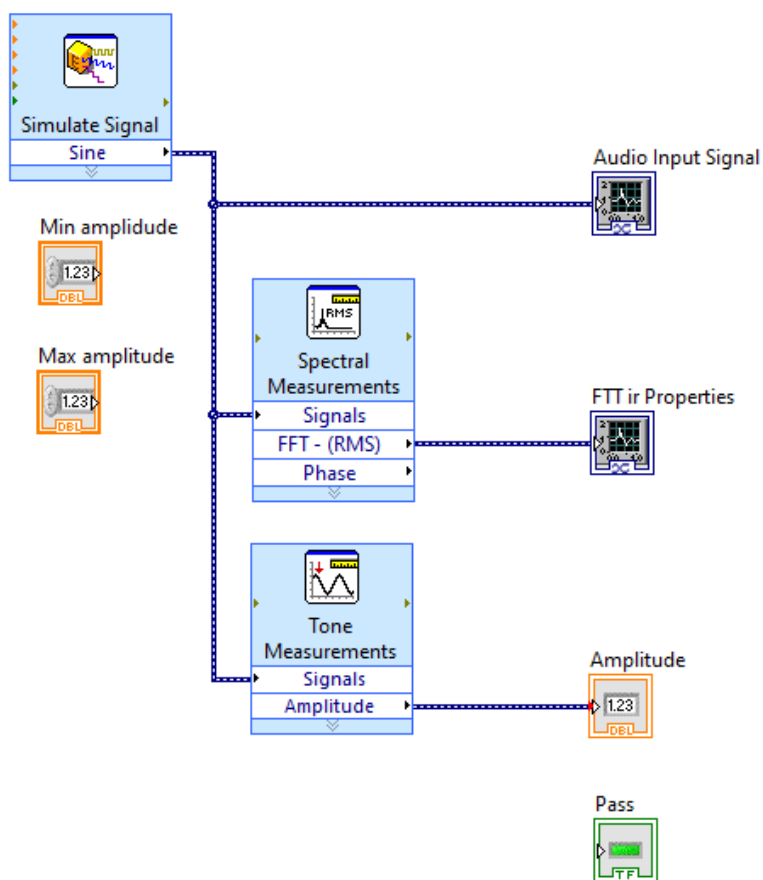 Simulate Signal
Sine
Audio Input Signal
Min amplidude
1.23
DBL
RMS
Spectral
Measurements
Max amplitude
1.23
DBL
Signals
FFT - (RMS)
Phase
FTT ir Properties
Tone
Measurements
Signals
Amplitude
Amplitude
1.23
DBL
Pass
TF